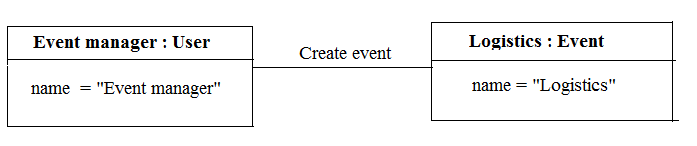 Event manager : User
name = "Event manager"
Create event
Logistics : Event
name = "Logistics"